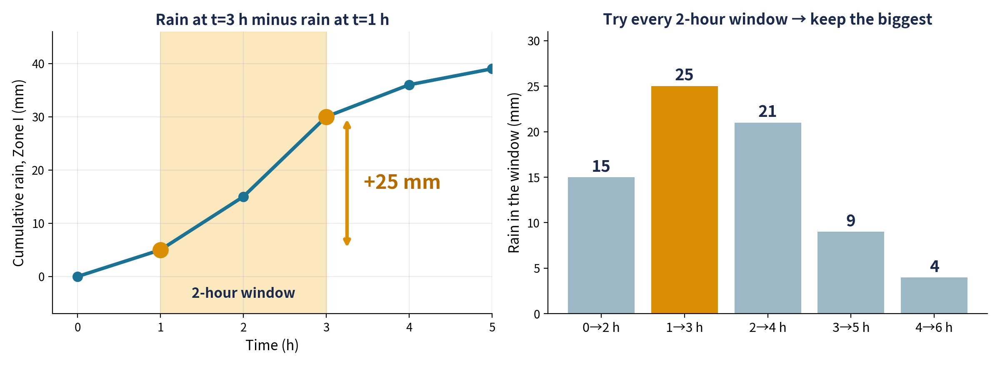 Rain at t=3 h minus rain at t=1 h
Cumulative rain, Zone I (mm)
40
30
20
10
0
+25 mm
2-hour window
0 1 2 3 4 5
Time (h)
Try every 2-hour window → keep the biggest
Rain in the window (mm)
30
25
20
15
10
5
0
15
25
21
9
4
0→2 h
1→3 h
2→4 h
3→5 h
4→6 h